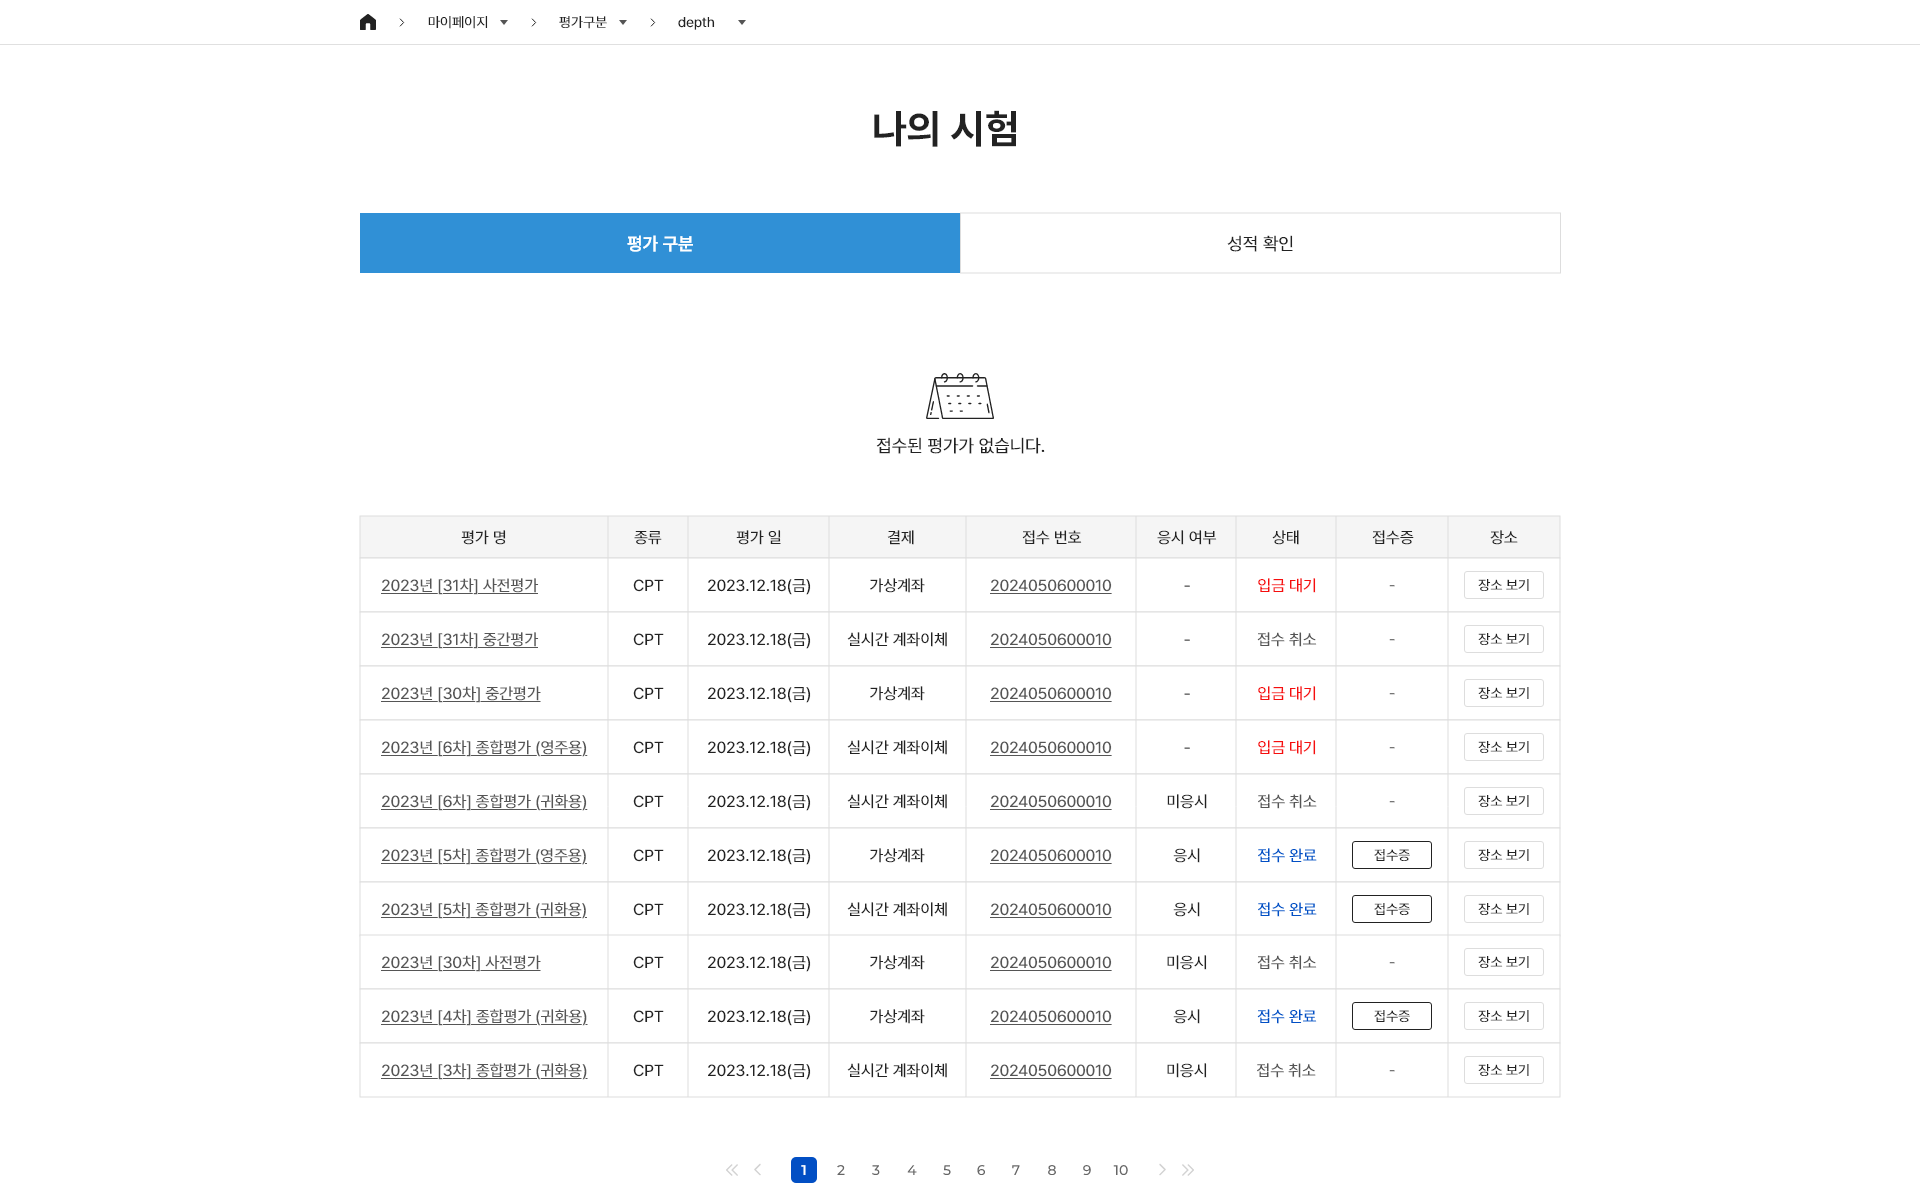 마이페이지 평가구분 depth
나의 시험
평가 구분 성적 확인
접수된 평가가 없습니다.
평가 명 종류 평가 일 결제 접수 번호 응시 여부 상태 접수증 장소
2023년 [31차] 사전평가 CPT 2023.12.18(금) 가상계좌 2024050600010 - 입금 대기 - 장소 보기
2023년 [31차] 중간평가 CPT 2023.12.18(금) 실시간 계좌이체 2024050600010 - 접수 취소 - 장소 보기
2023년 [30차] 중간평가 CPT 2023.12.18(금) 가상계좌 2024050600010 - 입금 대기 - 장소 보기
2023년 [6차] 종합평가 (영주용) CPT 2023.12.18(금) 실시간 계좌이체 2024050600010 - 입금 대기 - 장소 보기
2023년 [6차] 종합평가 (귀화용) CPT 2023.12.18(금) 실시간 계좌이체 2024050600010 미응시 접수 취소 - 장소 보기
2023년 [5차] 종합평가 (영주용) CPT 2023.12.18(금) 가상계좌 2024050600010 응시 접수 완료 접수증 장소 보기
2023년 [5차] 종합평가 (귀화용) CPT 2023.12.18(금) 실시간 계좌이체 2024050600010 응시 접수 완료 접수증 장소 보기
2023년 [30차] 사전평가 CPT 2023.12.18(금) 가상계좌 2024050600010 미응시 접수 취소 - 장소 보기
2023년 [4차] 종합평가 (귀화용) CPT 2023.12.18(금) 가상계좌 2024050600010 응시 접수 완료 접수증 장소 보기
2023년 [3차] 종합평가 (귀화용) CPT 2023.12.18(금) 실시간 계좌이체 2024050600010 미응시 접수 취소 - 장소 보기
1 2 3 4 5 6 7 8 9 10